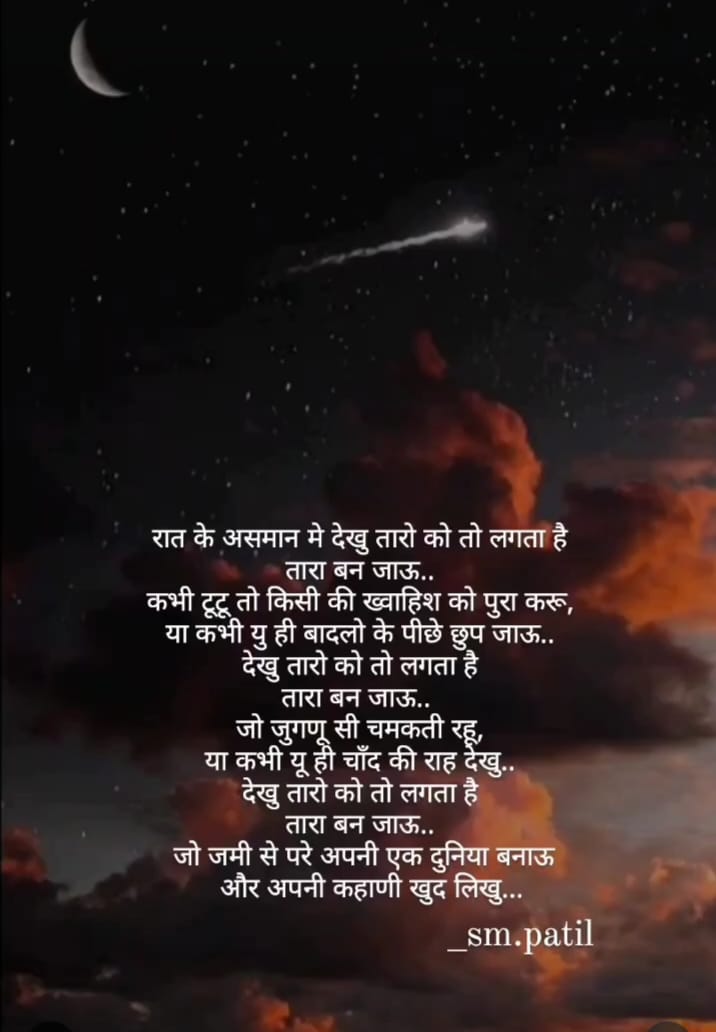 रात के असमान मे देखु तारो को तो लगता है
तारा बन जाऊ..
कभी टूटू तो किसी की ख्वाहिश को पुरा करू,
या कभी यु ही बादलो के पीछे छुप जाऊ..
देखु तारो को तो लगता है
तारा बन जाऊ..
जो जुगणू सी चमकती रहू,
या कभी यू ही चाँद की राह देखु..
देखु तारो को तो लगता है
तारा बन जाऊ..
जो जमी से परे अपनी एक दुनिया बनाऊ
और अपनी कहाणी खुद लिखु...
_sm.patil